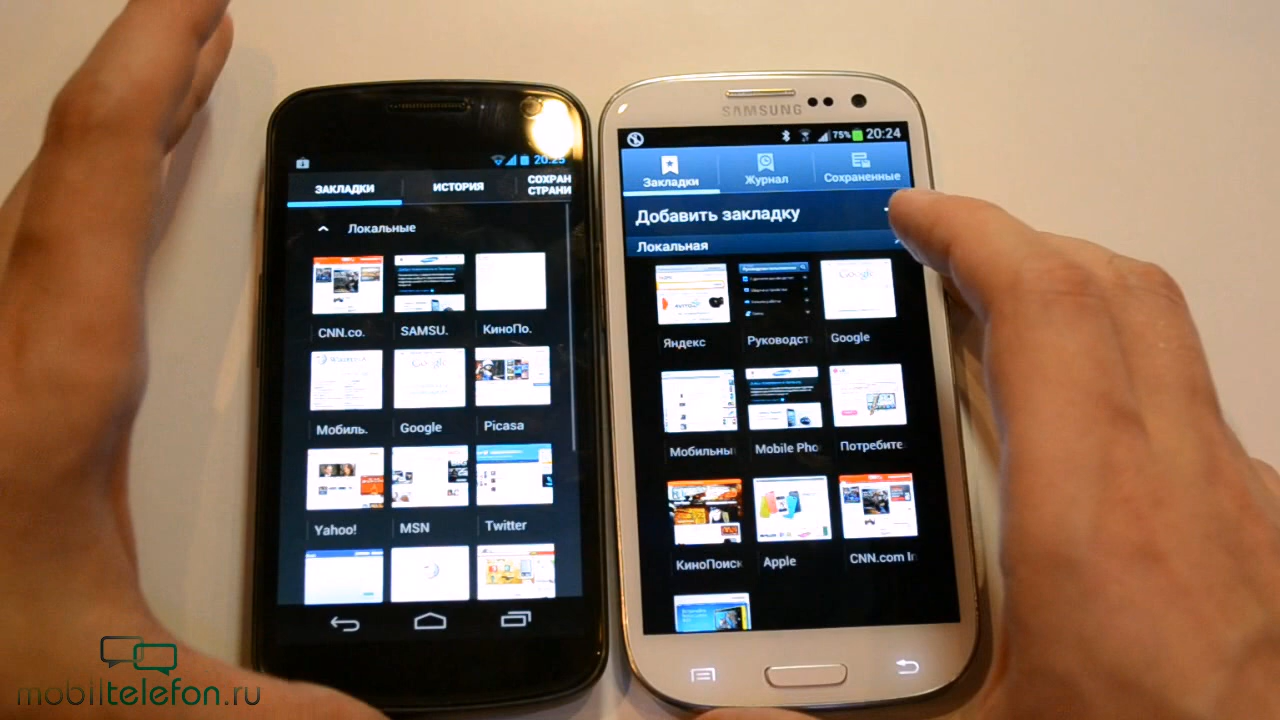 20:25
ЗАКЛАДКИ
ИСТОРИЯ
СОХРАН
СТРАНИ
Локальные
CNN.co.
SAMSU.
КиноПо.
Мобиль.
Google
Picasa
Yahoo!
MSN
Twitter
SAMSUNG
75%
20:24
Закладки
Журнал
Сохраненные
Добавить закладку
Локальная
Яндекс
Руководст
Google
Мобильны
Mobile Pho
Потребите
КиноПоиск
Apple
CNN.com In
mobiltelefon.ru